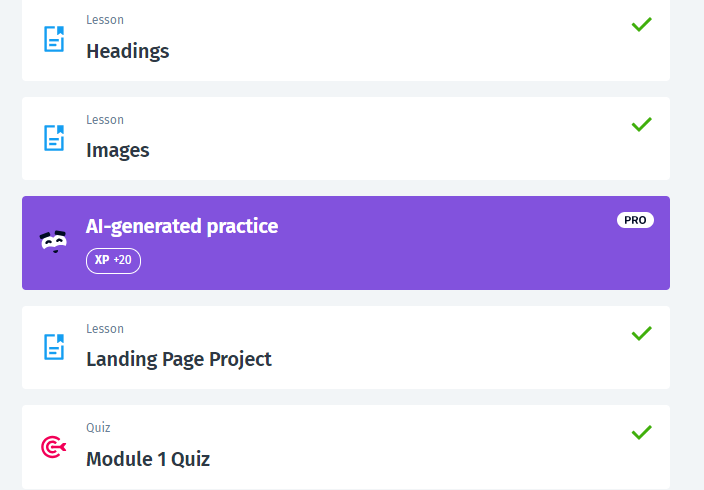 Lesson
Headings
Lesson
Images
AI-generated practice
PRO
XP +20
Lesson
Landing Page Project
Quiz
Module 1 Quiz